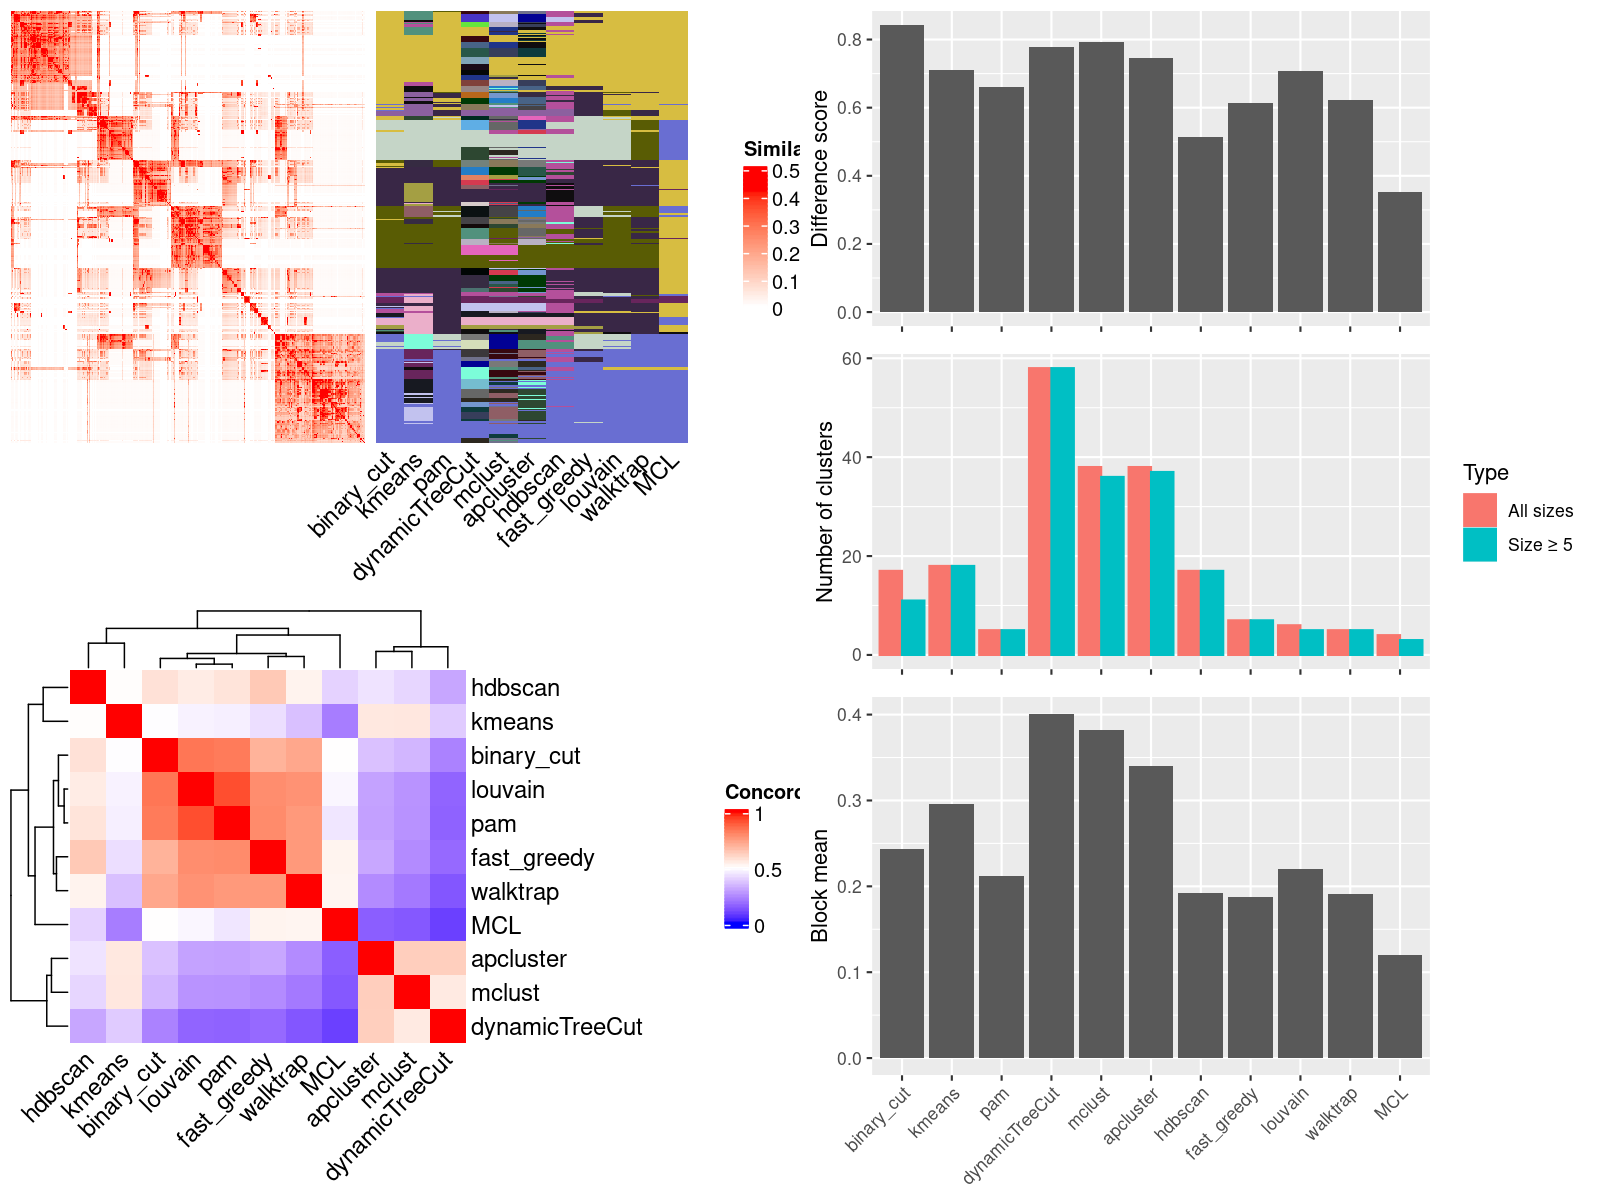 Simila
0.5
0.4
0.3
0.2
0.1
0
binary_cut
kmeans
pam
dynamicTreeCut
mclust
apcluster
hdbscan
fast_greedy
louvain
walktrap
MCL
hdbscan
kmeans
binary_cut
louvain
pam
fast_greedy
walktrap
MCL
apcluster
mclust
dynamicTreeCut
Concord
1
0.5
0
hdbscan
kmeans
binary_cut
louvain
pam
fast_greedy
walktrap
MCL
apcluster
mclust
dynamicTreeCut
Difference score
0.8
0.6
0.4
0.2
0.0
Number of clusters
60
40
20
0
Type
All sizes
Size ≥ 5
Block mean
0.4
0.3
0.2
0.1
0.0
binary_cut
kmeans
pam
dynamicTreeCut
mclust
apcluster
hdbscan
fast_greedy
louvain
walktrap
MCL